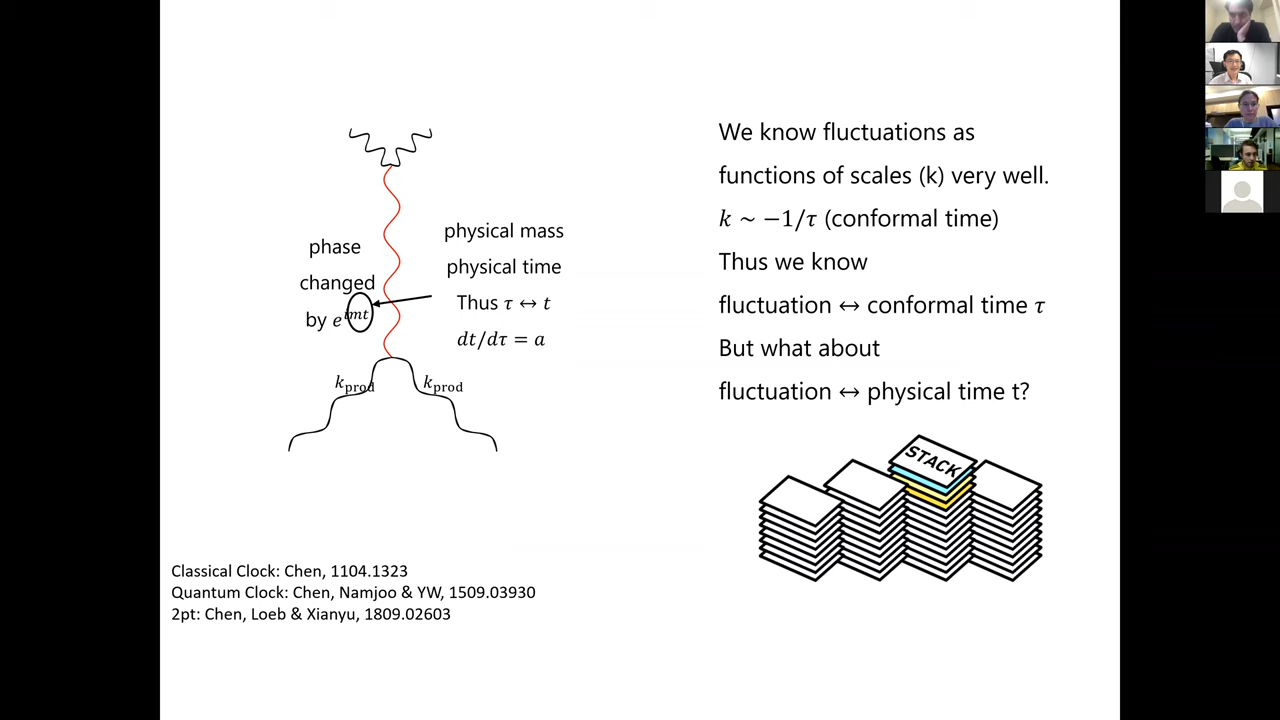 phase
changed
by 𝑒^{imt}
physical mass
physical time
Thus 𝜏 ↔ 𝑡
𝑑𝑡/𝑑𝜏 = 𝑎
𝑘_prod
𝑘_prod
We know fluctuations as
functions of scales (k) very well.
𝑘 ~ −1/𝜏 (conformal time)
Thus we know
fluctuation ↔ conformal time 𝜏
But what about
fluctuation ↔ physical time t?
STACK
Classical Clock: Chen, 1104.1323
Quantum Clock: Chen, Namjoo & YW, 1509.03930
2pt: Chen, Loeb & Xianyu, 1809.02603